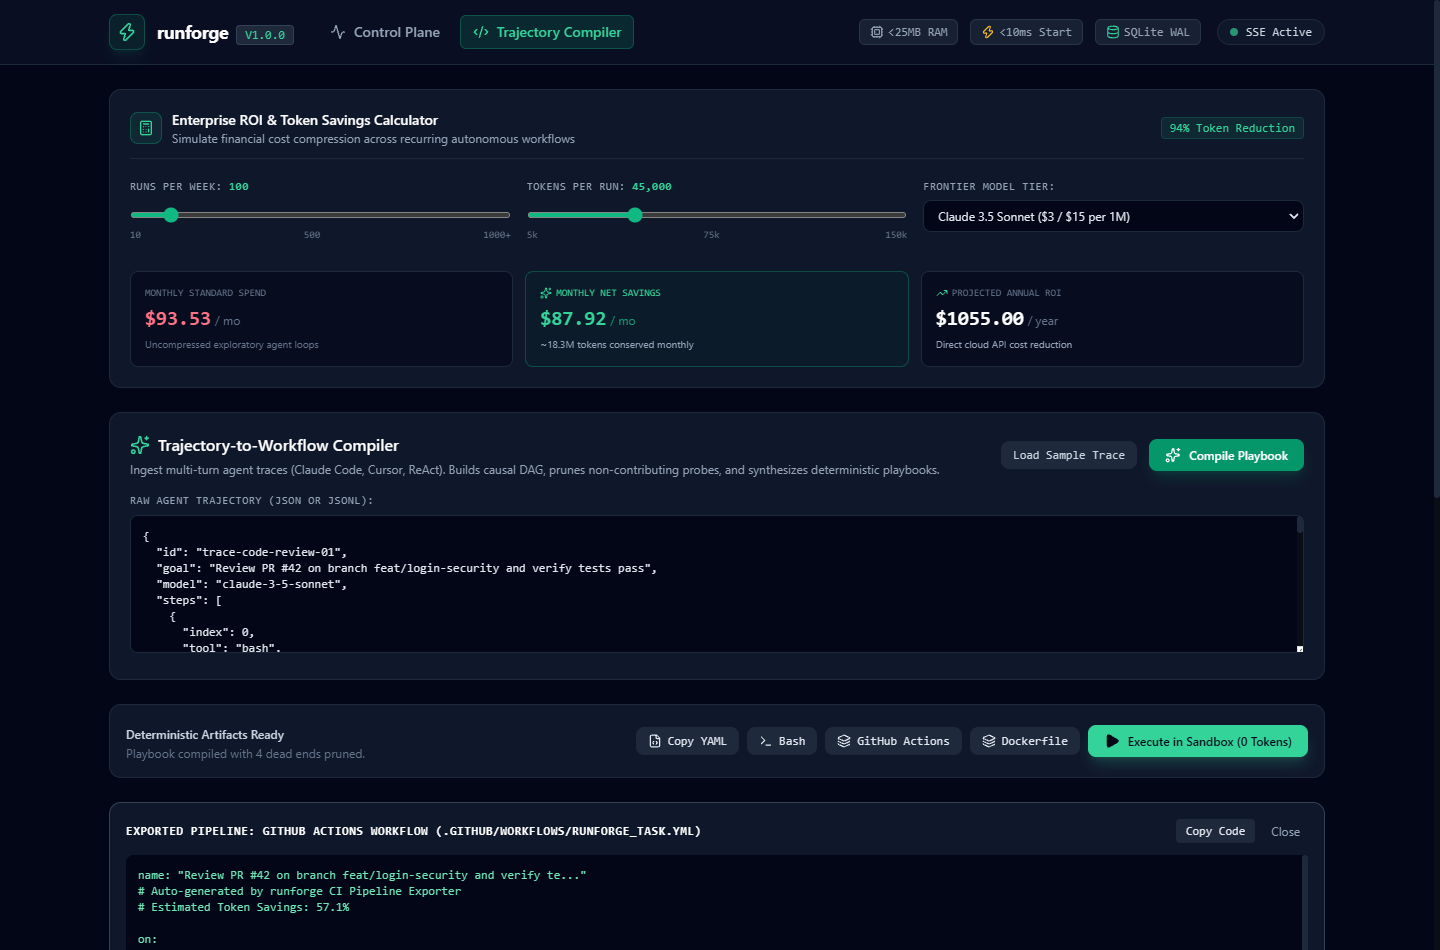 runforge V1.0.0 Control Plane Trajectory Compiler <25MB RAM <10ms Start SQLite WAL SSE Active
Enterprise ROI & Token Savings Calculator
Simulate financial cost compression across recurring autonomous workflows
94% Token Reduction
RUNS PER WEEK: 100
10 500 1000+
TOKENS PER RUN: 45,000
5k 75k 150k
FRONTIER MODEL TIER:
Claude 3.5 Sonnet ($3 / $15 per 1M)
MONTHLY STANDARD SPEND
$93.53 / mo
Uncompressed exploratory agent loops
MONTHLY NET SAVINGS
$87.92 / mo
~18.3M tokens conserved monthly
PROJECTED ANNUAL ROI
$1055.00 / year
Direct cloud API cost reduction
Trajectory-to-Workflow Compiler
Ingest multi-turn agent traces (Claude Code, Cursor, ReAct). Builds causal DAG, prunes non-contributing probes, and synthesizes deterministic playbooks.
Load Sample Trace
Compile Playbook
RAW AGENT TRAJECTORY (JSON OR JSONL):
{
"id": "trace-code-review-01",
"goal": "Review PR #42 on branch feat/login-security and verify tests pass",
"model": "claude-3-5-sonnet",
"steps": [
{
"index": 0,
"tool": "bash",
Deterministic Artifacts Ready
Playbook compiled with 4 dead ends pruned.
Copy YAML
Bash
GitHub Actions
Dockerfile
Execute in Sandbox (0 Tokens)
EXPORTED PIPELINE: GITHUB ACTIONS WORKFLOW (.GITHUB/WORKFLOWS/RUNFORGE_TASK.YML)
Copy Code
Close
name: "Review PR #42 on branch feat/login-security and verify te..."
# Auto-generated by runforge CI Pipeline Exporter
# Estimated Token Savings: 57.1%
on: